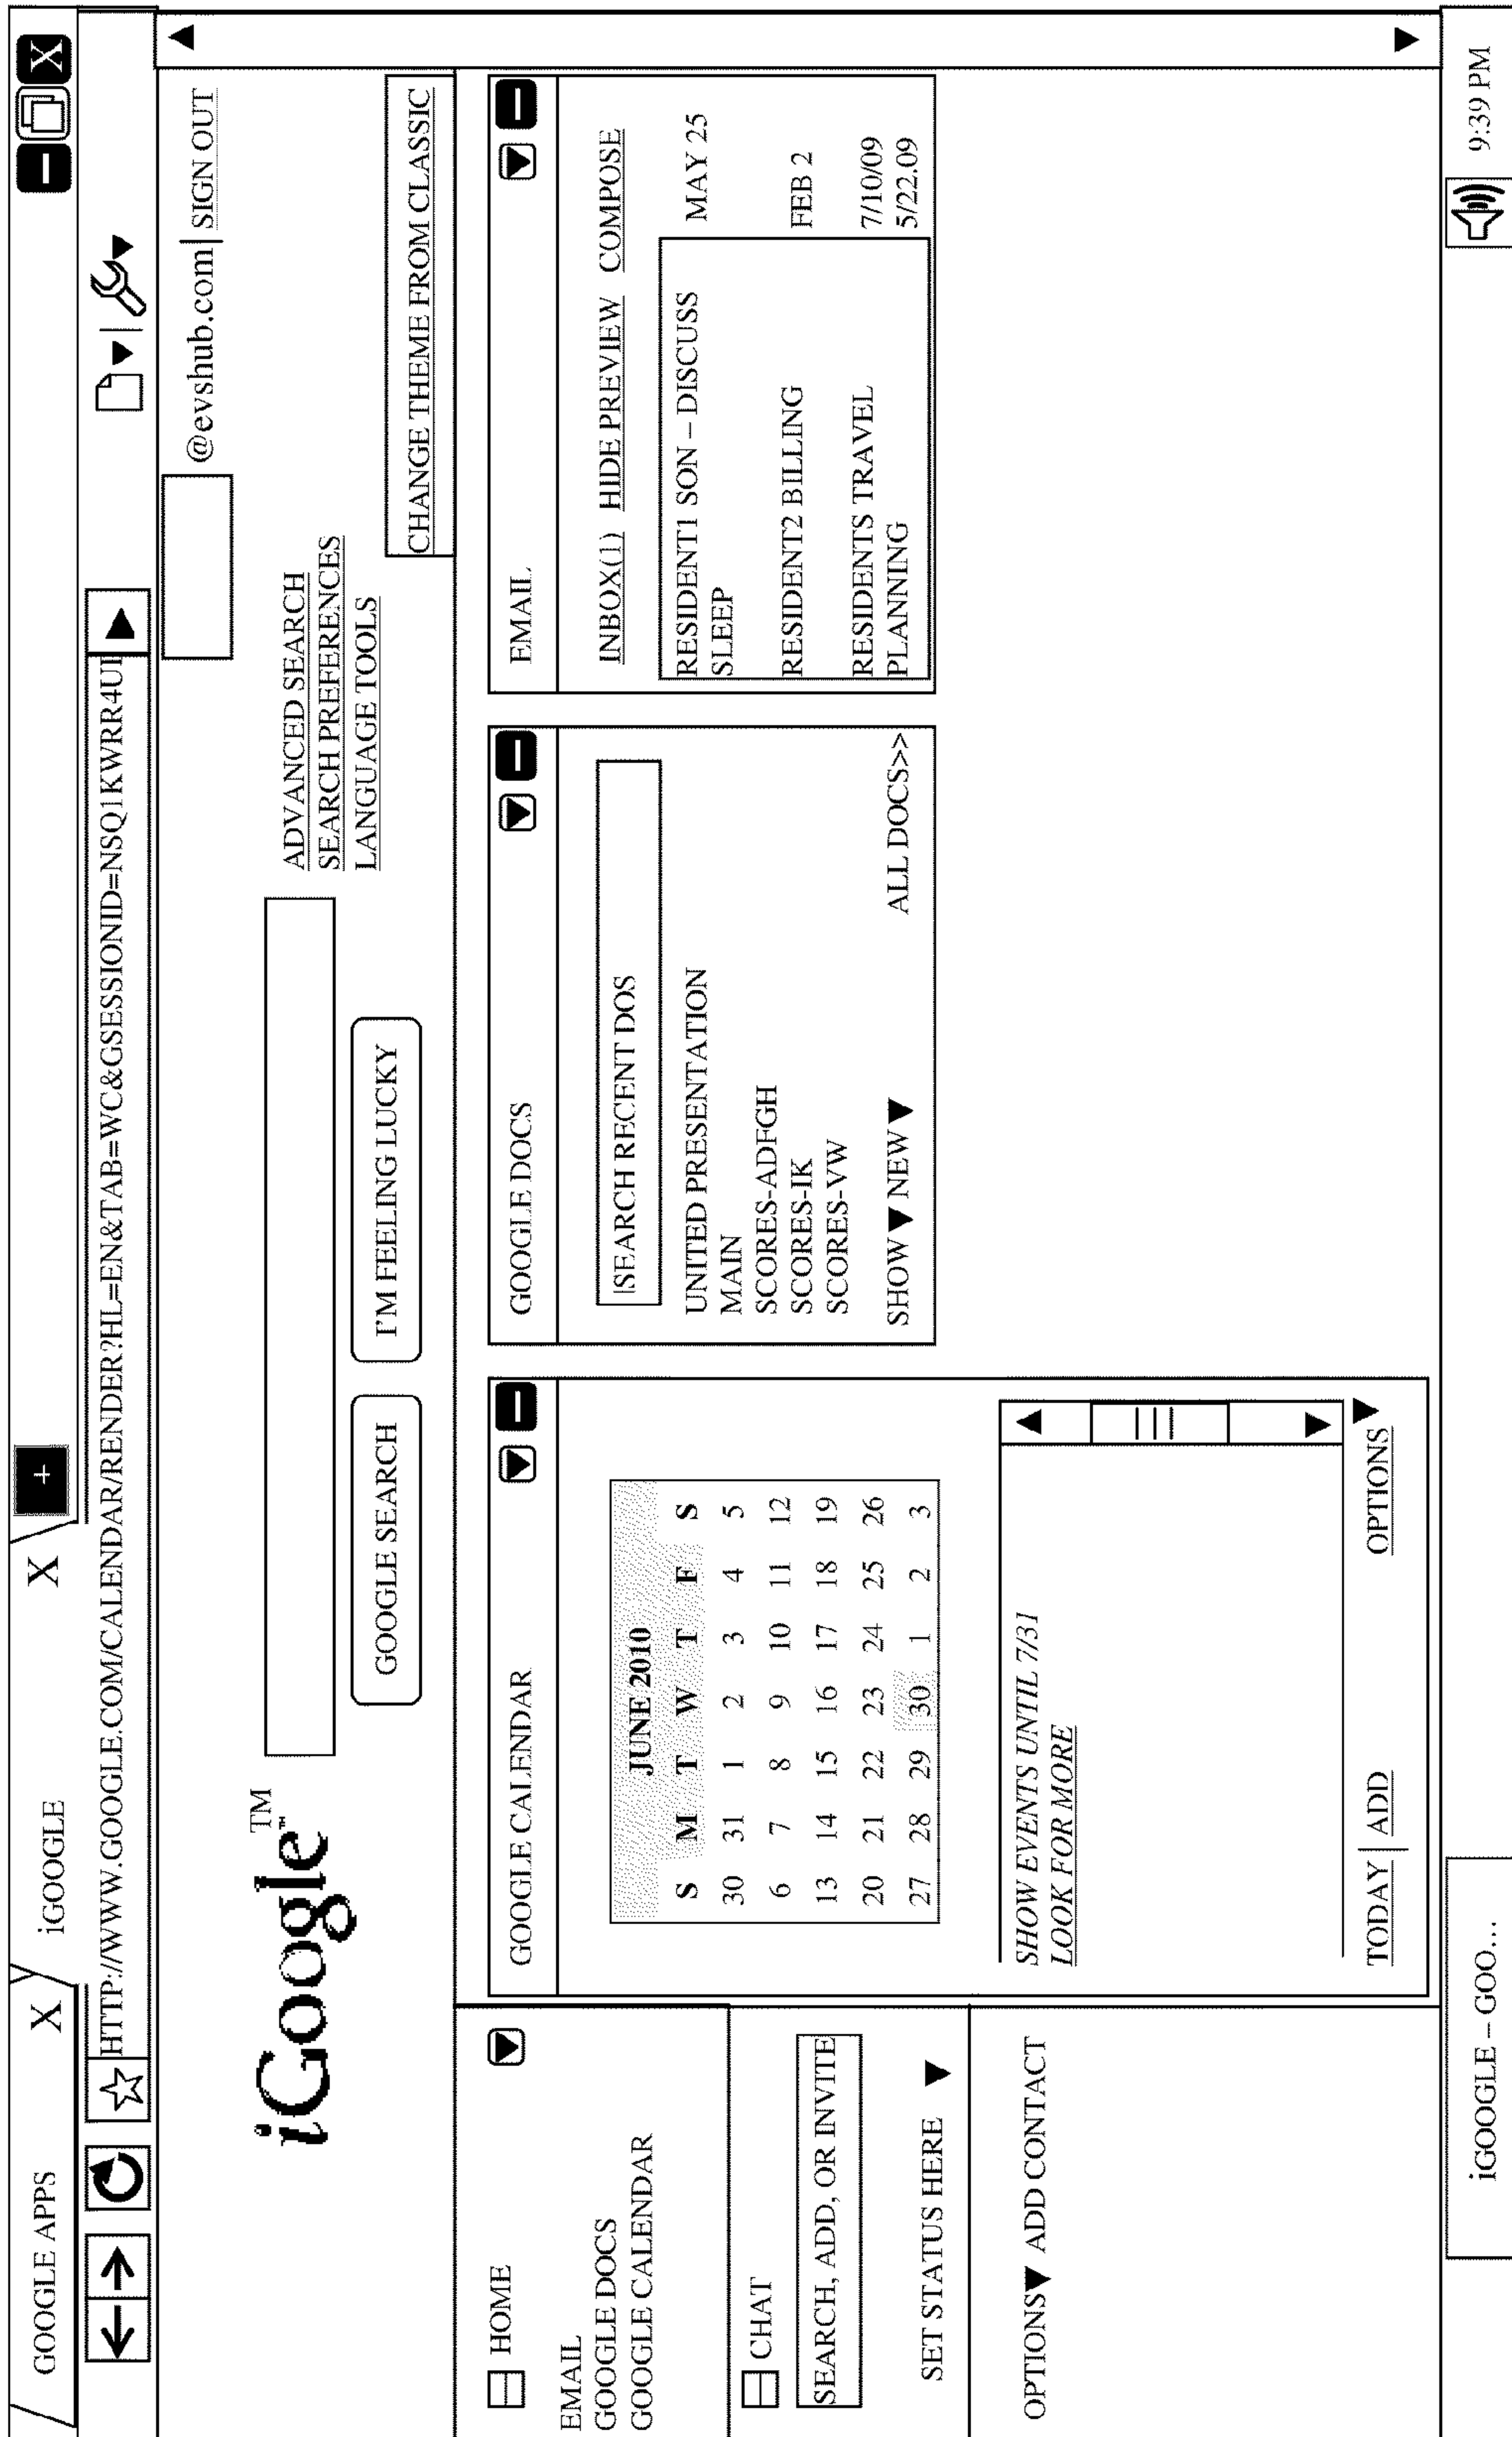 GOOGLE APPS X iGOOGLE X + X
HTTP://WWW.GOOGLE.COM/CALENDAR/RENDER?HL=EN&TAB=WC&GSESSIONID=NSQ1KWRR4UI
@evshub.com| SIGN OUT
iGoogle™ TM
ADVANCED SEARCH
SEARCH PREFERENCES
LANGUAGE TOOLS
GOOGLE SEARCH I'M FEELING LUCKY
CHANGE THEME FROM CLASSIC
HOME
EMAIL
GOOGLE DOCS
GOOGLE CALENDAR
CHAT
SEARCH, ADD, OR INVITE
SET STATUS HERE ▼
OPTIONS▼ ADD CONTACT
GOOGLE CALENDAR
JUNE 2010
S M T W T F S
30 31 1 2 3 4 5
6 7 8 9 10 11 12
13 14 15 16 17 18 19
20 21 22 23 24 25 26
27 28 29 30 1 2 3
SHOW EVENTS UNTIL 7/31
LOOK FOR MORE
TODAY | ADD OPTIONS ▼
GOOGLE DOCS
|SEARCH RECENT DOS
UNITED PRESENTATION
MAIN
SCORES-ADFGH
SCORES-IK
SCORES-VW
SHOW ▼ NEW ▼ ALL DOCS>>
EMAIL
INBOX(1) HIDE PREVIEW COMPOSE
RESIDENT1 SON – DISCUSS MAY 25
SLEEP
RESIDENT2 BILLING FEB 2
RESIDENTS TRAVEL 7/10/09
PLANNING 5/22.09
iGOOGLE – GOO... 9:39 PM